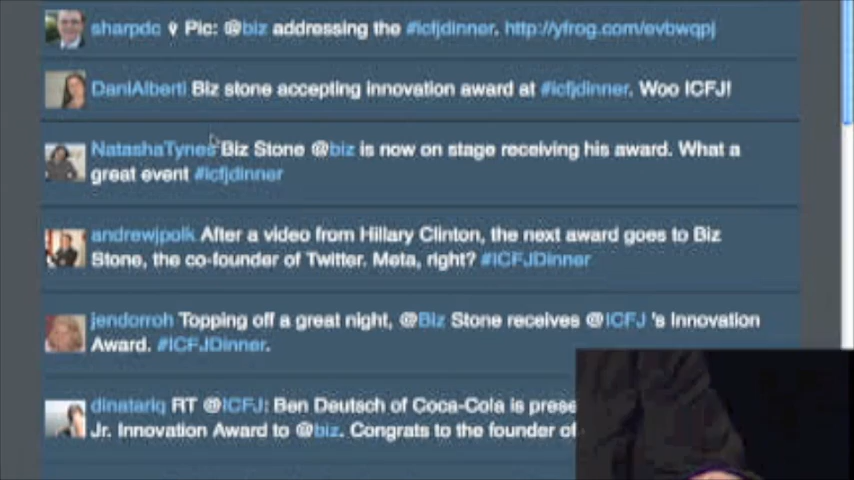 sharpdc Pic: @biz addressing the #icfjdinner. http://yfrog.com/evbwqpj
DaniAlberti Biz stone accepting innovation award at #icfjdinner. Woo ICFJ!
NatashaTynes Biz Stone @biz is now on stage receiving his award. What a
great event #icfjdinner
andrewjpolk After a video from Hillary Clinton, the next award goes to Biz
Stone, the co-founder of Twitter. Meta, right? #ICFJDinner
jendorroh Topping off a great night, @Biz Stone receives @ICFJ 's Innovation
Award. #ICFJDinner.
dinatariq RT @ICFJ: Ben Deutsch of Coca-Cola is prese
Jr. Innovation Award to @biz. Congrats to the founder of